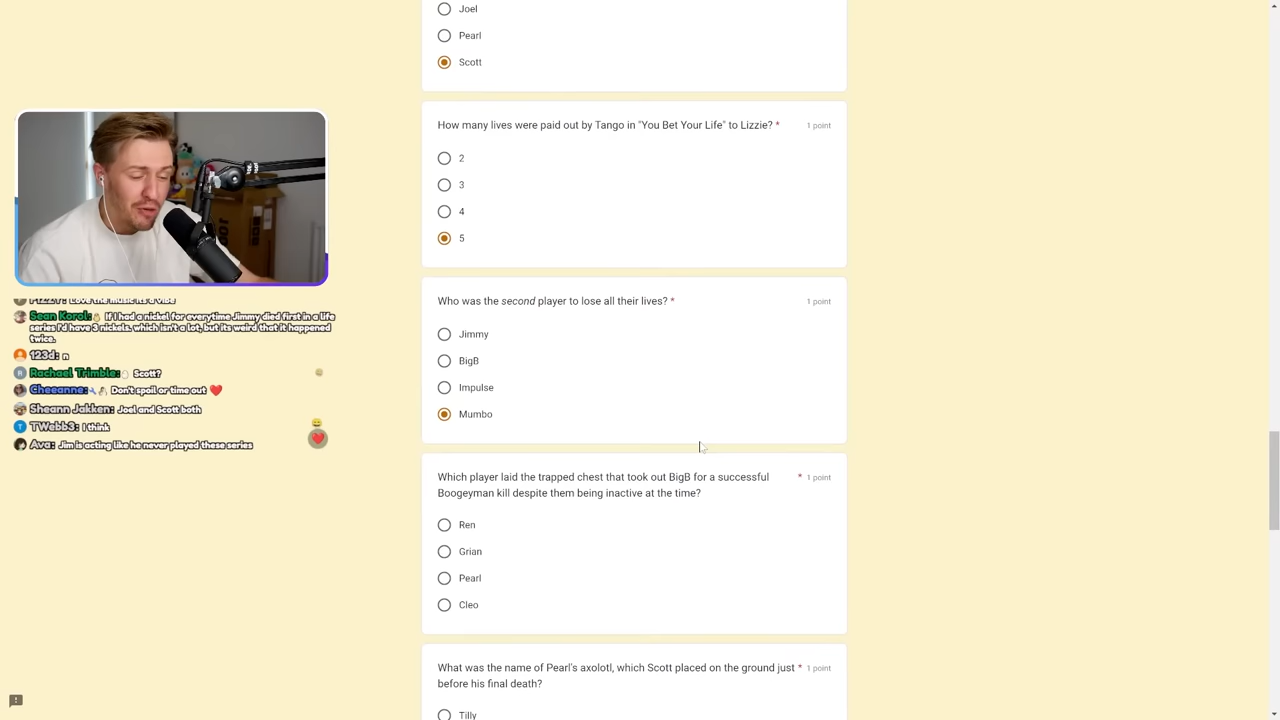 Joel
Pearl
Scott
How many lives were paid out by Tango in "You Bet Your Life" to Lizzie? *
1 point
2
3
4
5
Who was the second player to lose all their lives? *
1 point
Jimmy
BigB
Impulse
Mumbo
Which player laid the trapped chest that took out BigB for a successful * 1 point
Boogeyman kill despite them being inactive at the time?
Ren
Grian
Pearl
Cleo
What was the name of Pearl's axolotl, which Scott placed on the ground just * 1 point
before his final death?
Tilly
Love the music its a vibe
Sean Korol: If I had a nickel for everytime Jimmy died first in a life
series i'd have 3 nickels. which isn't a lot, but its weird that it happened
twice.
123d: n
Rachael Trimble: Scott?
Cheeanne: Don't spoil or time out
Sheann Jakken: Joel and Scott both
TWebb3: I think
Ava: Jim is acting like he never played these series